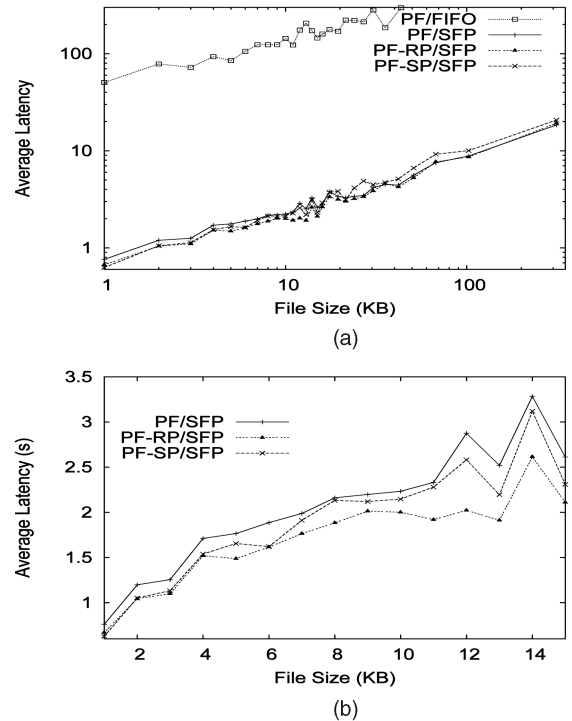 PF/FIFO
PF/SFP
PF-RP/SFP
PF-SP/SFP
100
10
1
Average Latency
1 10 100
File Size (KB)
(a)
3.5
3
2.5
2
1.5
1
PF/SFP
PF-RP/SFP
PF-SP/SFP
Average Latency (s)
2 4 6 8 10 12 14
File Size (KB)
(b)